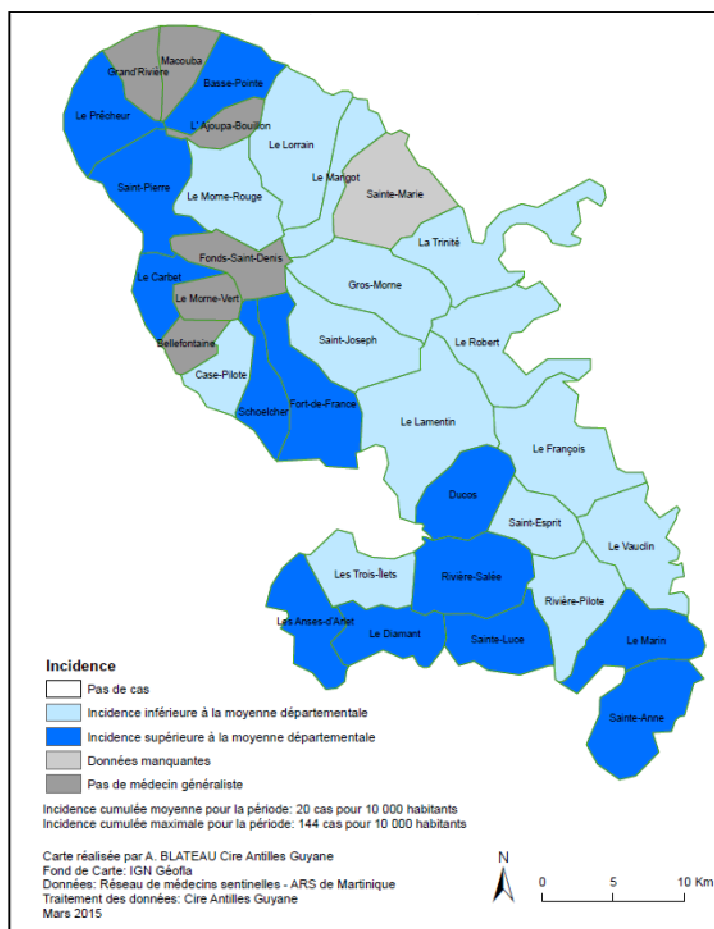 Macouba
Grand'Rivière
Basse-Pointe
Le Prêcheur
L' Ajoupa-Bouillon
Le Lorrain
Le Margot
Sainte-Marie
Saint-Pierre
Le Morne-Rouge
La Trinité
Fonds-Saint-Denis
Le Carbet
Gros-Morne
Le Morne-Vert
Bellefontaine
Saint-Joseph
Le Robert
Case-Pilote
Schoelcher
Fort-de-France
Le Lamentin
Le François
Ducos
Saint-Esprit
Le Vauclin
Les Trois-Îlets
Rivière-Salée
Rivière-Pilote
Les Anses-d'Arlet
Le Diamant
Sainte-Luce
Le Marin
Sainte-Anne
Incidence
Pas de cas
Incidence inférieure à la moyenne départementale
Incidence supérieure à la moyenne départementale
Données manquantes
Pas de médecin généraliste
Incidence cumulée moyenne pour la période: 20 cas pour 10 000 habitants
Incidence cumulée maximale pour la période: 144 cas pour 10 000 habitants
Carte réalisée par A. BLATEAU Cire Antilles Guyane
Fond de Carte: IGN Géofla
Données: Réseau de médecins sentinelles - ARS de Martinique
Traitement des données: Cire Antilles Guyane
Mars 2015
N
0 5 10 Km